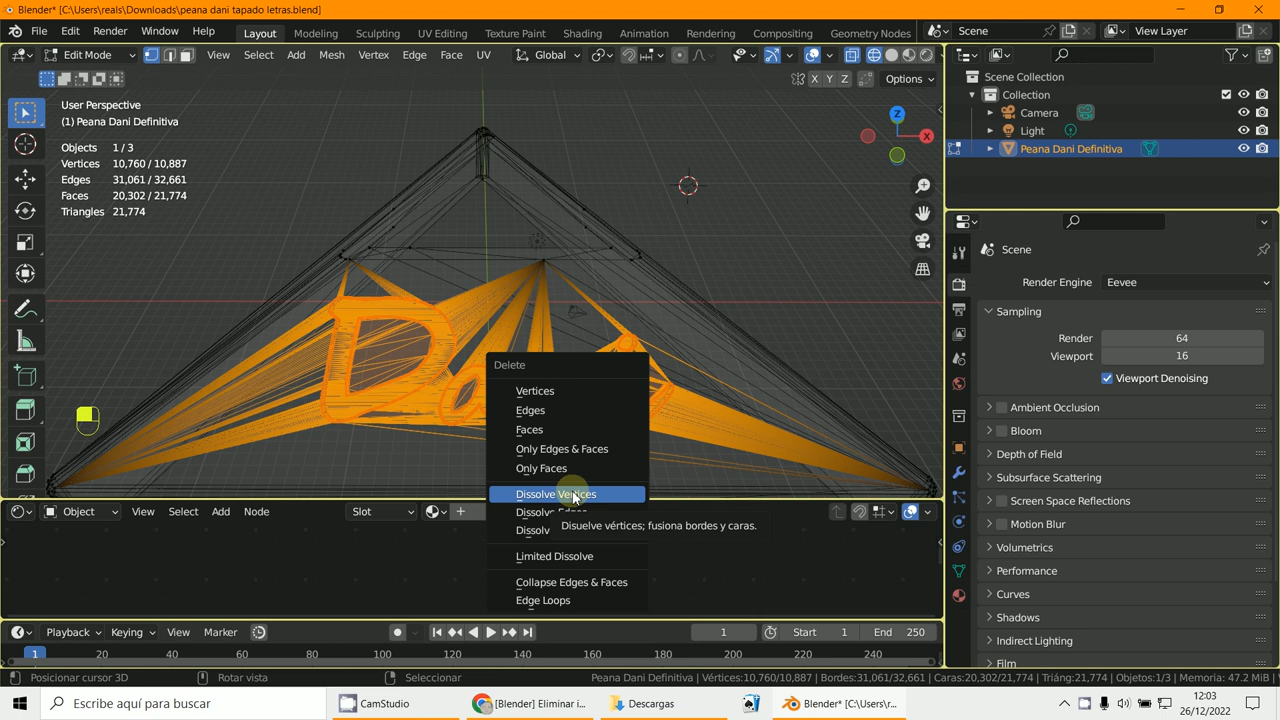 Blender* [C:\Users\reals\Downloads\peana dani tapado letras.blend]
File Edit Render Window Help Layout Modeling Sculpting UV Editing Texture Paint Shading Animation Rendering Compositing Geometry Nodes Scene View Layer
Edit Mode View Select Add Mesh Vertex Edge Face UV Global
X Y Z Options
User Perspective
(1) Peana Dani Definitiva
Objects 1 / 3
Vertices 10,760 / 10,887
Edges 31,061 / 32,661
Faces 20,302 / 21,774
Triangles 21,774
Z
X
Scene Collection
Collection
Camera
Light
Peana Dani Definitiva
Scene
Render Engine Eevee
Sampling
Render 64
Viewport 16
Viewport Denoising
Ambient Occlusion
Bloom
Depth of Field
Subsurface Scattering
Screen Space Reflections
Motion Blur
Volumetrics
Performance
Curves
Shadows
Indirect Lighting
Film
Delete
Vertices
Edges
Faces
Only Edges & Faces
Only Faces
Dissolve Vertices
Disuelve vértices; fusiona bordes y caras.
Limited Dissolve
Collapse Edges & Faces
Edge Loops
Object View Select Add Node Slot
Playback Keying View Marker 1 Start 1 End 250
1 20 40 60 80 100 120 140 160 180 200 220 240
Posicionar cursor 3D Rotar vista Seleccionar Peana Dani Definitiva | Vértices:10,760/10,887 | Bordes:31,061/32,661 | Caras:20,302/21,774 | Triáng:21,774 | Objetos:1/3 | Memoria: 47.2 MiB |
Escribe aquí para buscar CamStudio [Blender] Eliminar i... Descargas Blender* [C:\Users\r...
12:03
26/12/2022